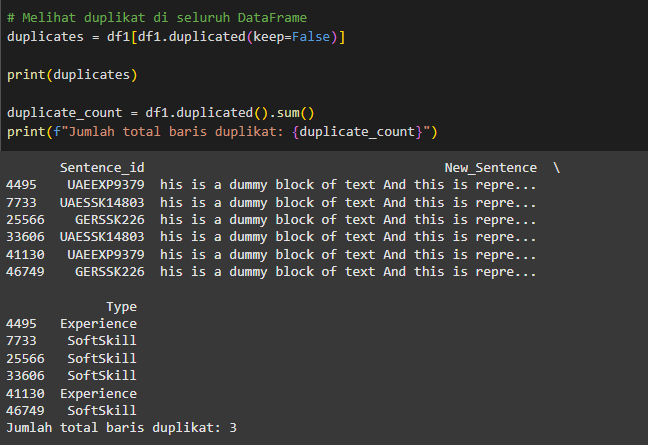 # Melihat duplikat di seluruh DataFrame
duplicates = df1[df1.duplicated(keep=False)]
print(duplicates)
duplicate_count = df1.duplicated().sum()
print(f"Jumlah total baris duplikat: {duplicate_count}")
Sentence_id New_Sentence \
4495 UAEEXP9379 his is a dummy block of text And this is repre...
7733 UAESSK14803 his is a dummy block of text And this is repre...
25566 GERSSK226 his is a dummy block of text And this is repre...
33606 UAESSK14803 his is a dummy block of text And this is repre...
41130 UAEEXP9379 his is a dummy block of text And this is repre...
46749 GERSSK226 his is a dummy block of text And this is repre...
Type
4495 Experience
7733 SoftSkill
25566 SoftSkill
33606 SoftSkill
41130 Experience
46749 SoftSkill
Jumlah total baris duplikat: 3